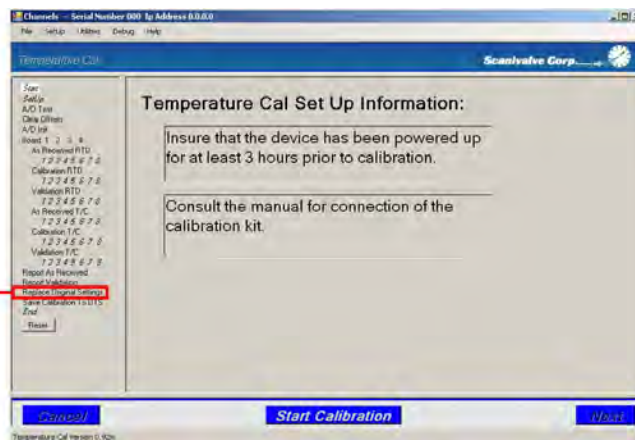 Channels -- Serial Number 000 Ip Address 0.0.0.0
File Setup Utilities Debug Help
Temperature Cal
Scanivalve Corp.
Start
Setup
A/D Test
Clear Offsets
A/D Init
Board 1 2 3 4
As Received RTD
1 2 3 4 5 6 7 8
Calibration RTD
1 2 3 4 5 6 7 8
Validation RTD
1 2 3 4 5 6 7 8
As Received T/C
1 2 3 4 5 6 7 8
Calibration T/C
1 2 3 4 5 6 7 8
Validation T/C
1 2 3 4 5 6 7 8
Report As Received
Report Validation
Replace Original Settings
Save Calibration To DTS
End
Reset
Temperature Cal Set Up Information:
Insure that the device has been powered up
for at least 3 hours prior to calibration.
Consult the manual for connection of the
calibration kit.
Cancel
Start Calibration
Next
Temperature Cal Version